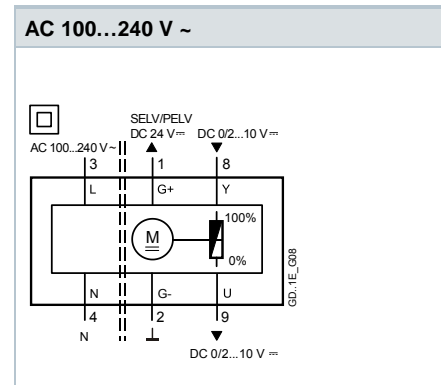 AC 100…240 V ~
SELV/PELV
DC 24 V⎓ DC 0/2...10 V⎓
AC 100...240 V~
3 1 8
L G+ Y
100%
M
0%
N G- U
4 2 9
N
DC 0/2...10 V ⎓
GD..1E_G08